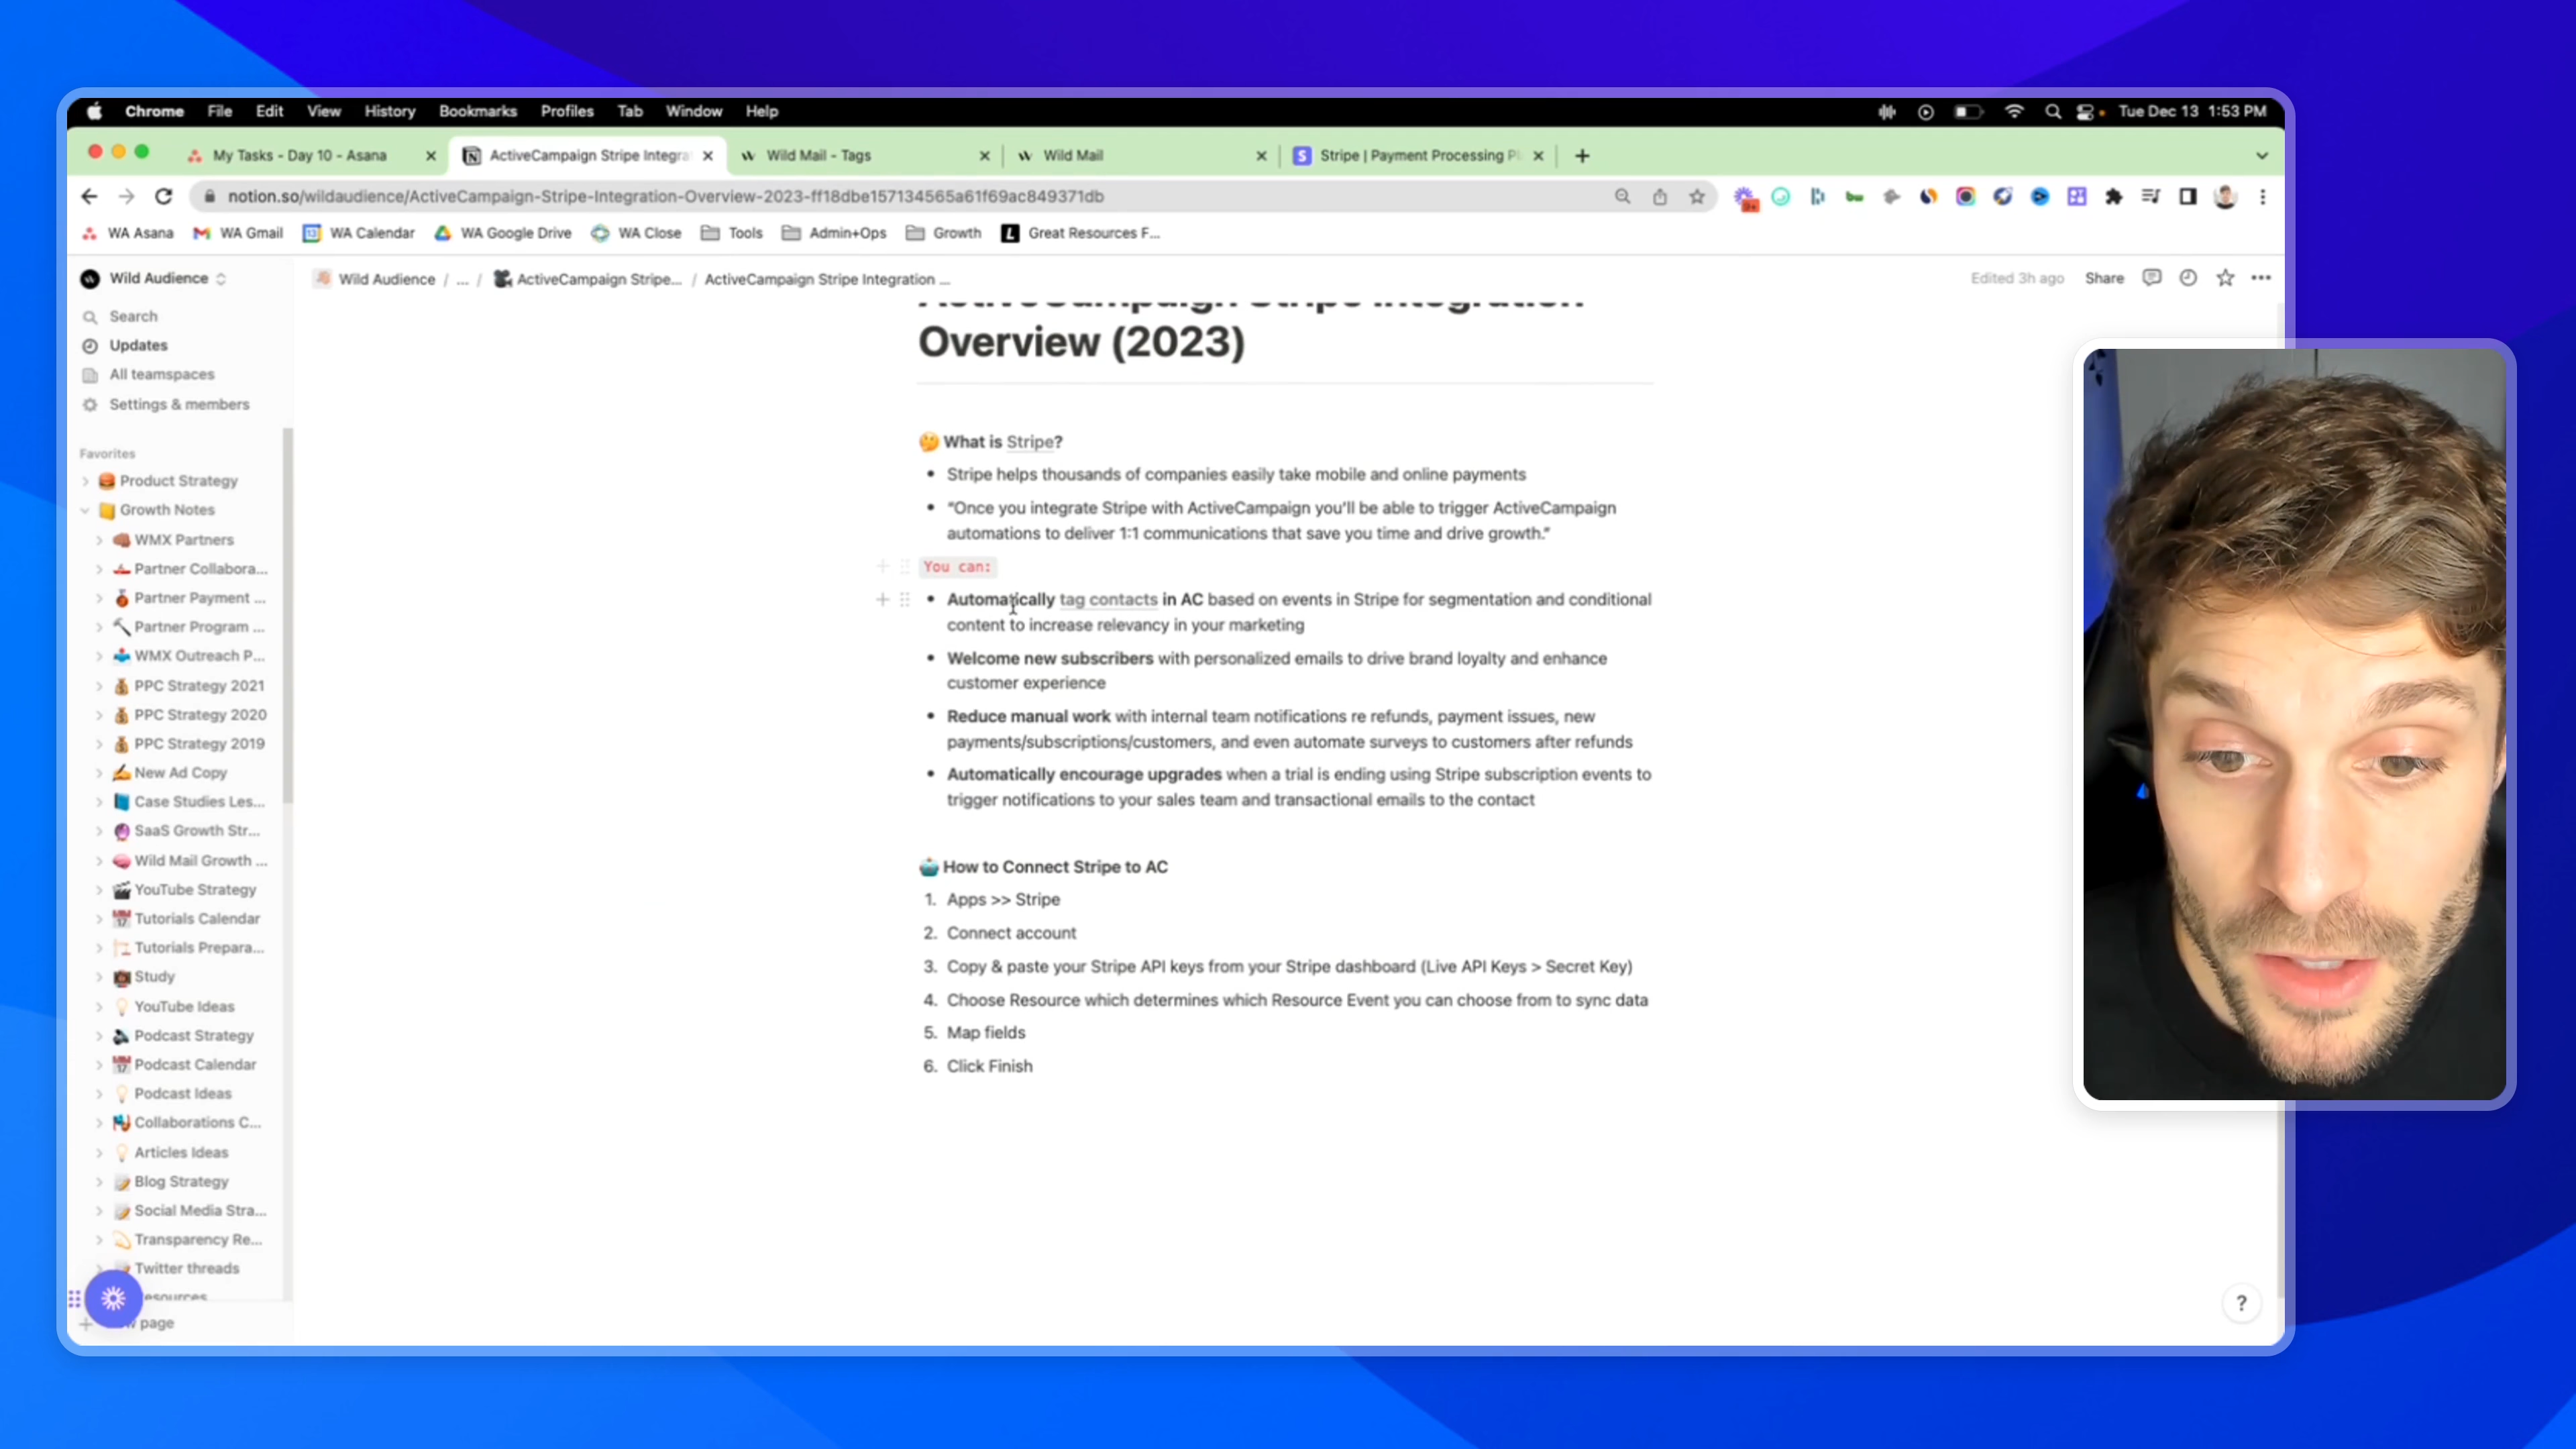 Chrome File Edit View History Bookmarks Profiles Tab Window Help Tue Dec 13 1:53 PM
My Tasks - Day 10 - Asana ActiveCampaign Stripe Integra Wild Mail - Tags Wild Mail Stripe | Payment Processing Pl
notion.so/wildaudience/ActiveCampaign-Stripe-Integration-Overview-2023-ff18dbe157134565a61f69ac849371db
WA Asana WA Gmail WA Calendar WA Google Drive WA Close Tools Admin+Ops Growth Great Resources F...
Wild Audience
Wild Audience / ... / ActiveCampaign Stripe... / ActiveCampaign Stripe Integration ...
Edited 3h ago Share
Search
Updates
All teamspaces
Settings & members
Favorites
Product Strategy
Growth Notes
WMX Partners
Partner Collabora...
Partner Payment ...
Partner Program ...
WMX Outreach P...
PPC Strategy 2021
PPC Strategy 2020
PPC Strategy 2019
New Ad Copy
Case Studies Les...
SaaS Growth Str...
Wild Mail Growth ...
YouTube Strategy
Tutorials Calendar
Tutorials Prepara...
Study
YouTube Ideas
Podcast Strategy
Podcast Calendar
Podcast Ideas
Collaborations C...
Articles Ideas
Blog Strategy
Social Media Stra...
Transparency Re...
Twitter threads
page
ActiveCampaign Stripe Integration
Overview (2023)
🤔 What is Stripe?
• Stripe helps thousands of companies easily take mobile and online payments
• "Once you integrate Stripe with ActiveCampaign you'll be able to trigger ActiveCampaign
automations to deliver 1:1 communications that save you time and drive growth."
You can:
• Automatically tag contacts in AC based on events in Stripe for segmentation and conditional
content to increase relevancy in your marketing
• Welcome new subscribers with personalized emails to drive brand loyalty and enhance
customer experience
• Reduce manual work with internal team notifications re refunds, payment issues, new
payments/subscriptions/customers, and even automate surveys to customers after refunds
• Automatically encourage upgrades when a trial is ending using Stripe subscription events to
trigger notifications to your sales team and transactional emails to the contact
How to Connect Stripe to AC
1. Apps >> Stripe
2. Connect account
3. Copy & paste your Stripe API keys from your Stripe dashboard (Live API Keys > Secret Key)
4. Choose Resource which determines which Resource Event you can choose from to sync data
5. Map fields
6. Click Finish
?